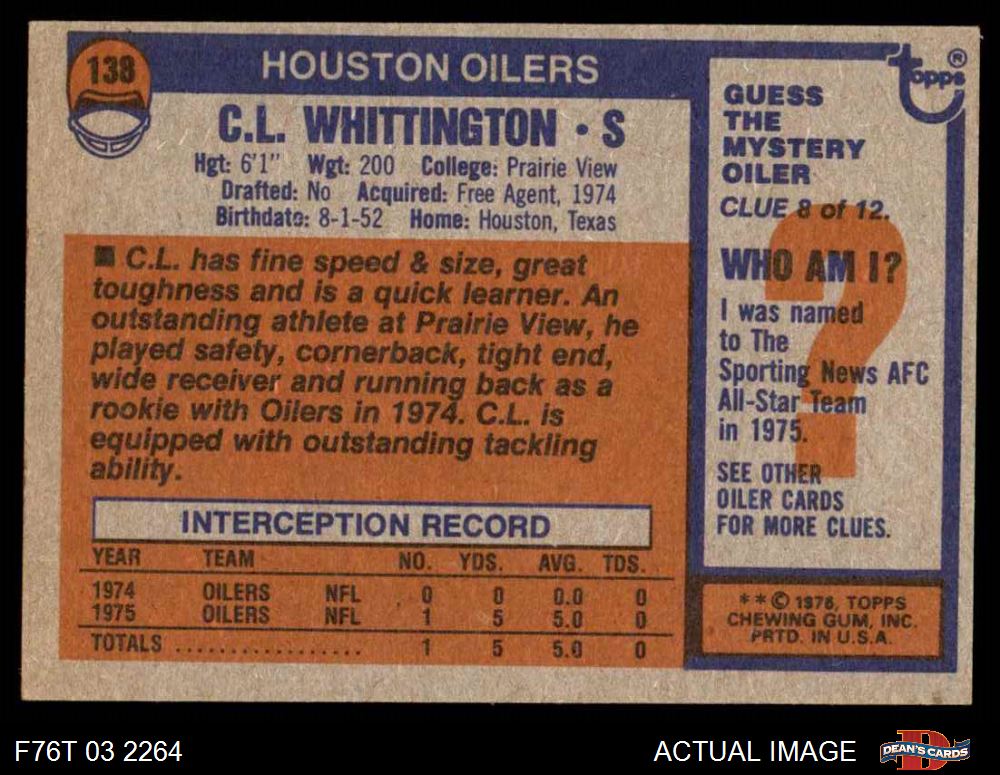 138
HOUSTON OILERS
C.L. WHITTINGTON • S
Hgt: 6'1" Wgt: 200 College: Prairie View
Drafted: No Acquired: Free Agent, 1974
Birthdate: 8-1-52 Home: Houston, Texas
■ C.L. has fine speed & size, great
toughness and is a quick learner. An
outstanding athlete at Prairie View, he
played safety, cornerback, tight end,
wide receiver and running back as a
rookie with Oilers in 1974. C.L. is
equipped with outstanding tackling
ability.
INTERCEPTION RECORD
YEAR TEAM NO. YDS. AVG. TDS.
1974 OILERS NFL 0 0 0.0 0
1975 OILERS NFL 1 5 5.0 0
TOTALS ................. 1 5 5.0 0
topps®
GUESS
THE
MYSTERY
OILER
CLUE 8 of 12.
WHO AM I?
I was named
to The
Sporting News AFC
All-Star Team
in 1975.
SEE OTHER
OILER CARDS
FOR MORE CLUES.
**© 1976, TOPPS
CHEWING GUM, INC.
PRTD. IN U.S.A.
F76T 03 2264
ACTUAL IMAGE
DEAN'S CARDS